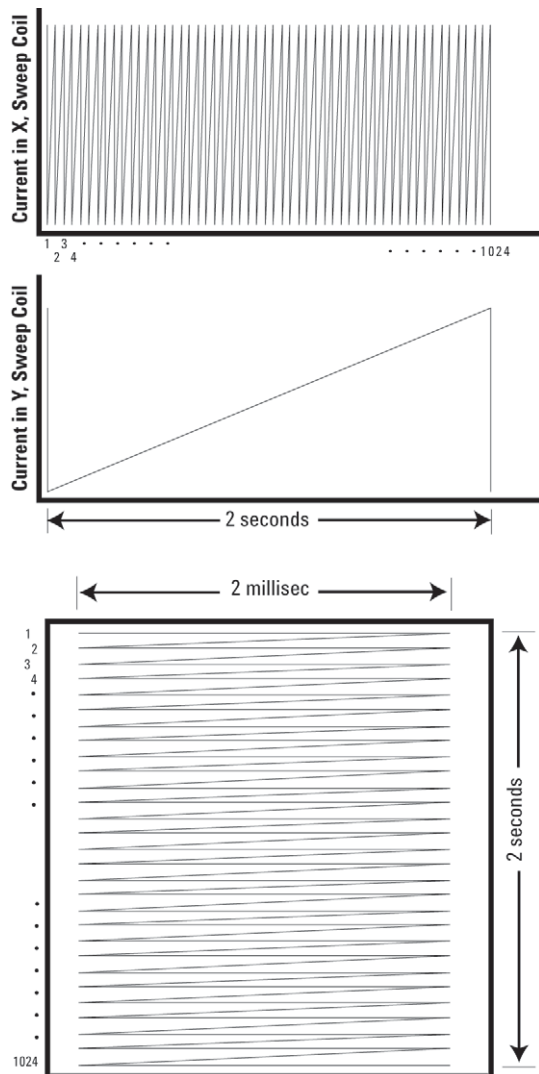 Current in X, Sweep Coil
1 3 · · · · · ·
2 4
· · · · · · 1024
Current in Y, Sweep Coil
2 seconds
2 millisec
1
2
3
4
2 seconds
1024